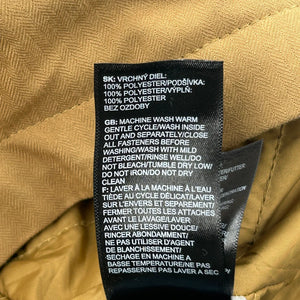 SK: VRCHNÝ DIEL:
100% POLYESTER/PODŠÍVKA:
100% POLYESTER/VÝPLŇ:
100% POLYESTER
BEZ OZDOBY
GB: MACHINE WASH WARM
GENTLE CYCLE/WASH INSIDE
OUT AND SEPARATELY/CLOSE
ALL FASTENERS BEFORE
WASHING/WASH WITH MILD
DETERGENT/RINSE WELL/DO
NOT BLEACH/TUMBLE DRY LOW/
DO NOT IRON/DO NOT DRY
CLEAN
F: LAVER À LA MACHINE À L'EAU
TIÈDE AU CYCLE DÉLICAT/LAVER
SUR L'ENVERS ET SÉPAREMENT/
FERMER TOUTES LES ATTACHES
AVANT LE LAVAGE/LAVER
AVEC UNE LESSIVE DOUCE/
RINCER ABONDAMMENT/
NE PAS UTILISER D'AGENT
DE BLANCHIMENT/
SECHAGE EN MACHINE A
BASSE TEMPERATURE/NE PAS
REPASSER/NE PAS LAVER À SEC